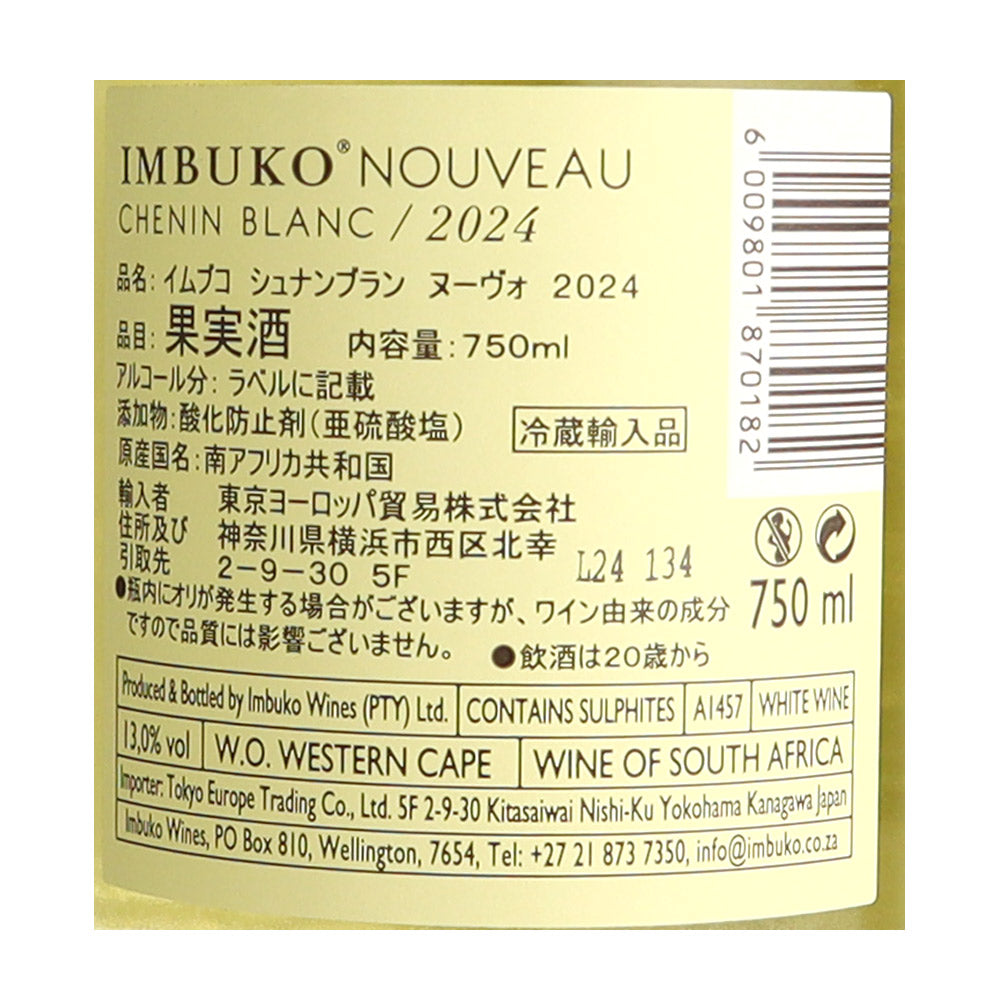 IMBUKO® NOUVEAU
CHENIN BLANC / 2024
品名: イムブコ シュナンブラン ヌーヴォ 2024
品目: 果実酒 内容量: 750ml
アルコール分: ラベルに記載
添加物: 酸化防止剤(亜硫酸塩) 冷蔵輸入品
原産国名: 南アフリカ共和国
輸入者 東京ヨーロッパ貿易株式会社
住所及び 神奈川県横浜市西区北幸
引取先 2-9-30 5F
L24 134
●瓶内にオリが発生する場合がございますが、ワイン由来の成分
ですので品質には影響ございません。 ●飲酒は20歳から
6 009801 870182
750 ml
Produced & Bottled by Imbuko Wines (PTY) Ltd. CONTAINS SULPHITES A1457 WHITE WINE
13,0% vol W.O. WESTERN CAPE WINE OF SOUTH AFRICA
Importer: Tokyo Europe Trading Co., Ltd. 5F 2-9-30 Kitasaiwai Nishi-Ku Yokohama Kanagawa Japan
Imbuko Wines, PO Box 810, Wellington, 7654, Tel: +27 21 873 7350, info@imbuko.co.za